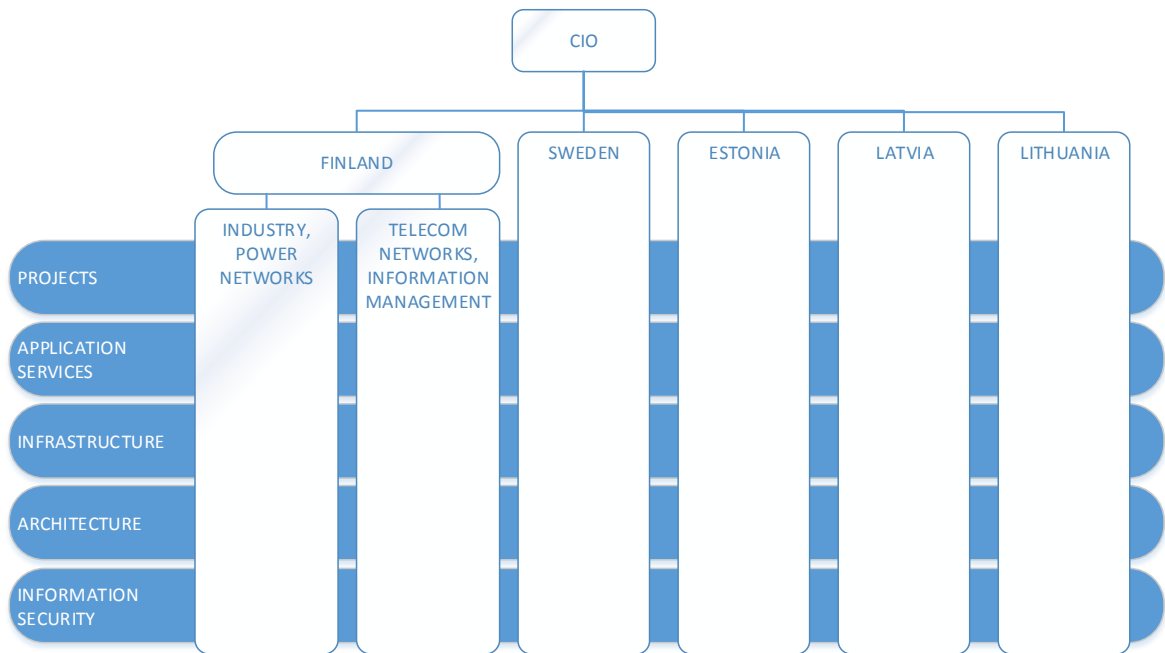 CIO
FINLAND
SWEDEN
ESTONIA
LATVIA
LITHUANIA
INDUSTRY,
POWER
NETWORKS
TELECOM
NETWORKS,
INFORMATION
MANAGEMENT
PROJECTS
APPLICATION
SERVICES
INFRASTRUCTURE
ARCHITECTURE
INFORMATION
SECURITY